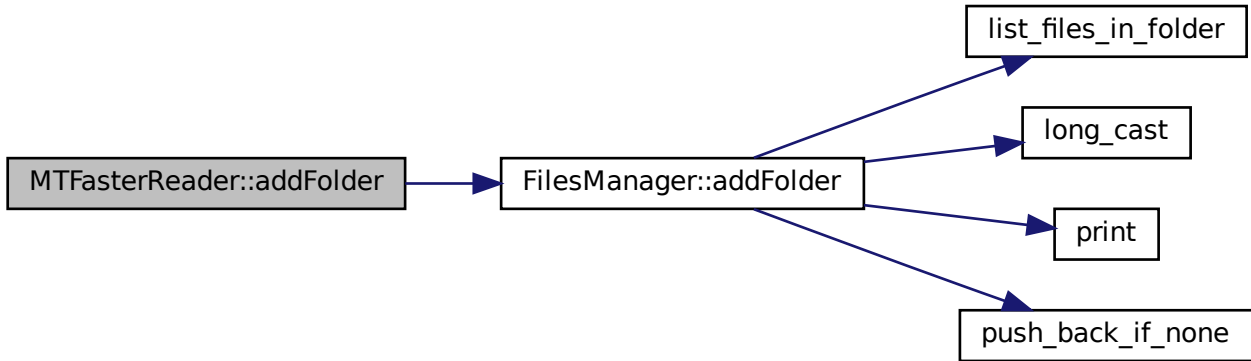 MTFasterReader::addFolder
FilesManager::addFolder
list_files_in_folder
long_cast
print
push_back_if_none